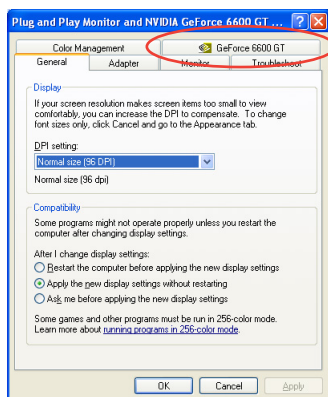 Plug and Play Monitor and NVIDIA GeForce 6600 GT ...
Color Management
GeForce 6600 GT
General
Adapter
Monitor
Troubleshoot
Display
If your screen resolution makes screen items too small to view
comfortably, you can increase the DPI to compensate. To change
font sizes only, click Cancel and go to the Appearance tab.
DPI setting:
Normal size (96 DPI)
Normal size (96 dpi)
Compatibility
Some programs might not operate properly unless you restart the
computer after changing display settings.
After I change display settings:
Restart the computer before applying the new display settings
Apply the new display settings without restarting
Ask me before applying the new display settings
Some games and other programs must be run in 256-color mode.
Learn more about running programs in 256-color mode.
OK
Cancel
Apply